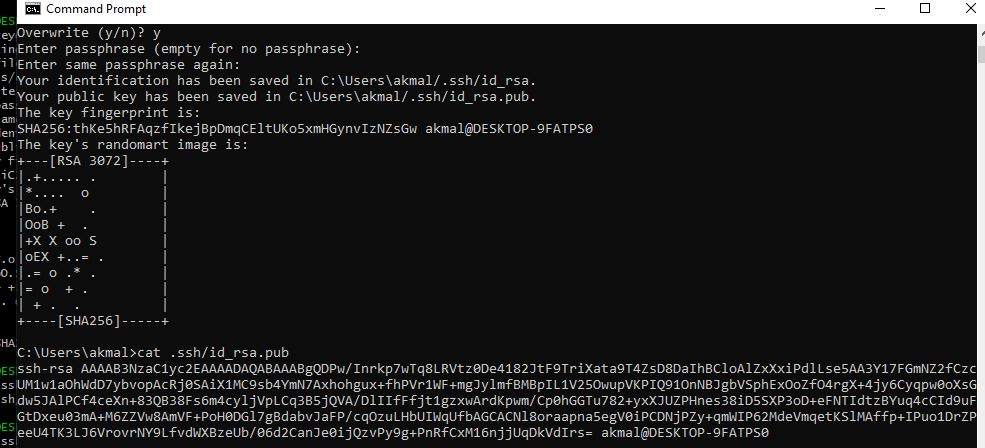 Command Prompt
Overwrite (y/n)? y
Enter passphrase (empty for no passphrase):
Enter same passphrase again:
Your identification has been saved in C:\Users\akmal/.ssh/id_rsa.
Your public key has been saved in C:\Users\akmal/.ssh/id_rsa.pub.
The key fingerprint is:
SHA256:thKe5hRFAqzfIkejBpDmqCEltUKo5xmHGynvIzNZsGw akmal@DESKTOP-9FATPS0
The key's randomart image is:
+---[RSA 3072]----+
|.+..... .        |
|*....  o         |
|Bo.+    .        |
|OoB +  .         |
|+X X oo S        |
|oEX +..= .       |
|.= o .* .        |
|= o  + .         |
| + .  .          |
+----[SHA256]-----+
C:\Users\akmal>cat .ssh/id_rsa.pub
ssh-rsa AAAAB3NzaC1yc2EAAAADAQABAAABgQDPw/Inrkp7wTq8LRVtz0De4182JtF9TriXata9T4ZsD8DaIhBCloAlZxXxiPdlLse5AA3Y17FGmNZ2fCzc
UM1w1aOhWdD7ybvopAcRj0SAiX1MC9sb4YmN7Axhohgux+fhPVr1WF+mgJylmfBMBpIL1V25OwupVKPIQ91OnNBJgbVSphExOoZfO4rgX+4jy6Cyqpw0oXsG
dw5JAlPCf4ceXn+83QB38Fs6m4cyljVpLCq3B5jQVA/DlIIfFfjt1gzxwArdKpwm/Cp0hGGTu782+yxXJUZPHnes38iD5SXP3oD+eFNTIdtzBYuq4cCId9uF
GtDxeu03mA+M6ZZVw8AmVF+PoH0DGl7gBdabvJaFP/cqOzuLHbUIWqUfbAGCACNl8oraapna5egV0iPCDNjPZy+qmWIP62MdeVmqetKSlMAffp+IPuo1DrZP
eeU4TK3LJ6VrovrNY9LfvdWXBzeUb/06d2CanJe0ijQzvPy9g+PnRfCxM16njjUqDkVdIrs= akmal@DESKTOP-9FATPS0